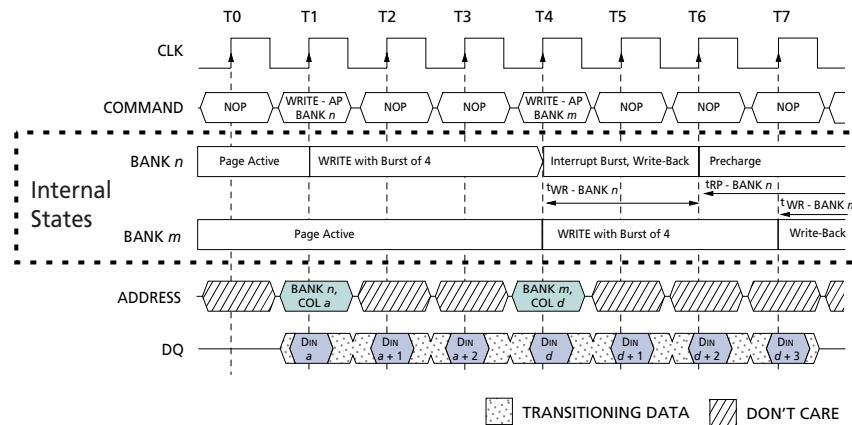 T0 T1 T2 T3 T4 T5 T6 T7
CLK
COMMAND NOP WRITE - AP BANK n NOP NOP WRITE - AP BANK m NOP NOP NOP
Internal States
BANK n Page Active WRITE with Burst of 4 Interrupt Burst, Write-Back Precharge
tWR - BANK n tRP - BANK n
tWR - BANK m
BANK m Page Active WRITE with Burst of 4 Write-Back
ADDRESS BANK n, COL a BANK m, COL d
DQ DIN a DIN a + 1 DIN a + 2 DIN d DIN d + 1 DIN d + 2 DIN d + 3
TRANSITIONING DATA DON'T CARE